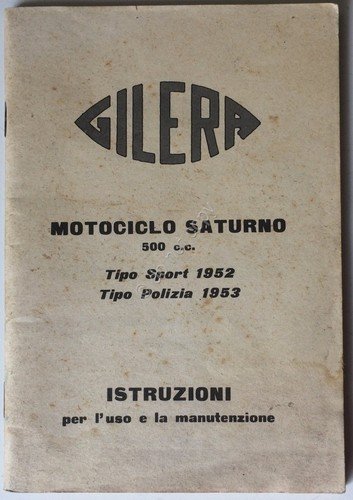 GILERA
MOTOCICLO SATURNO
500 c.c.
Tipo Sport 1952
Tipo Polizia 1953
ISTRUZIONI
per l'uso e la manutenzione